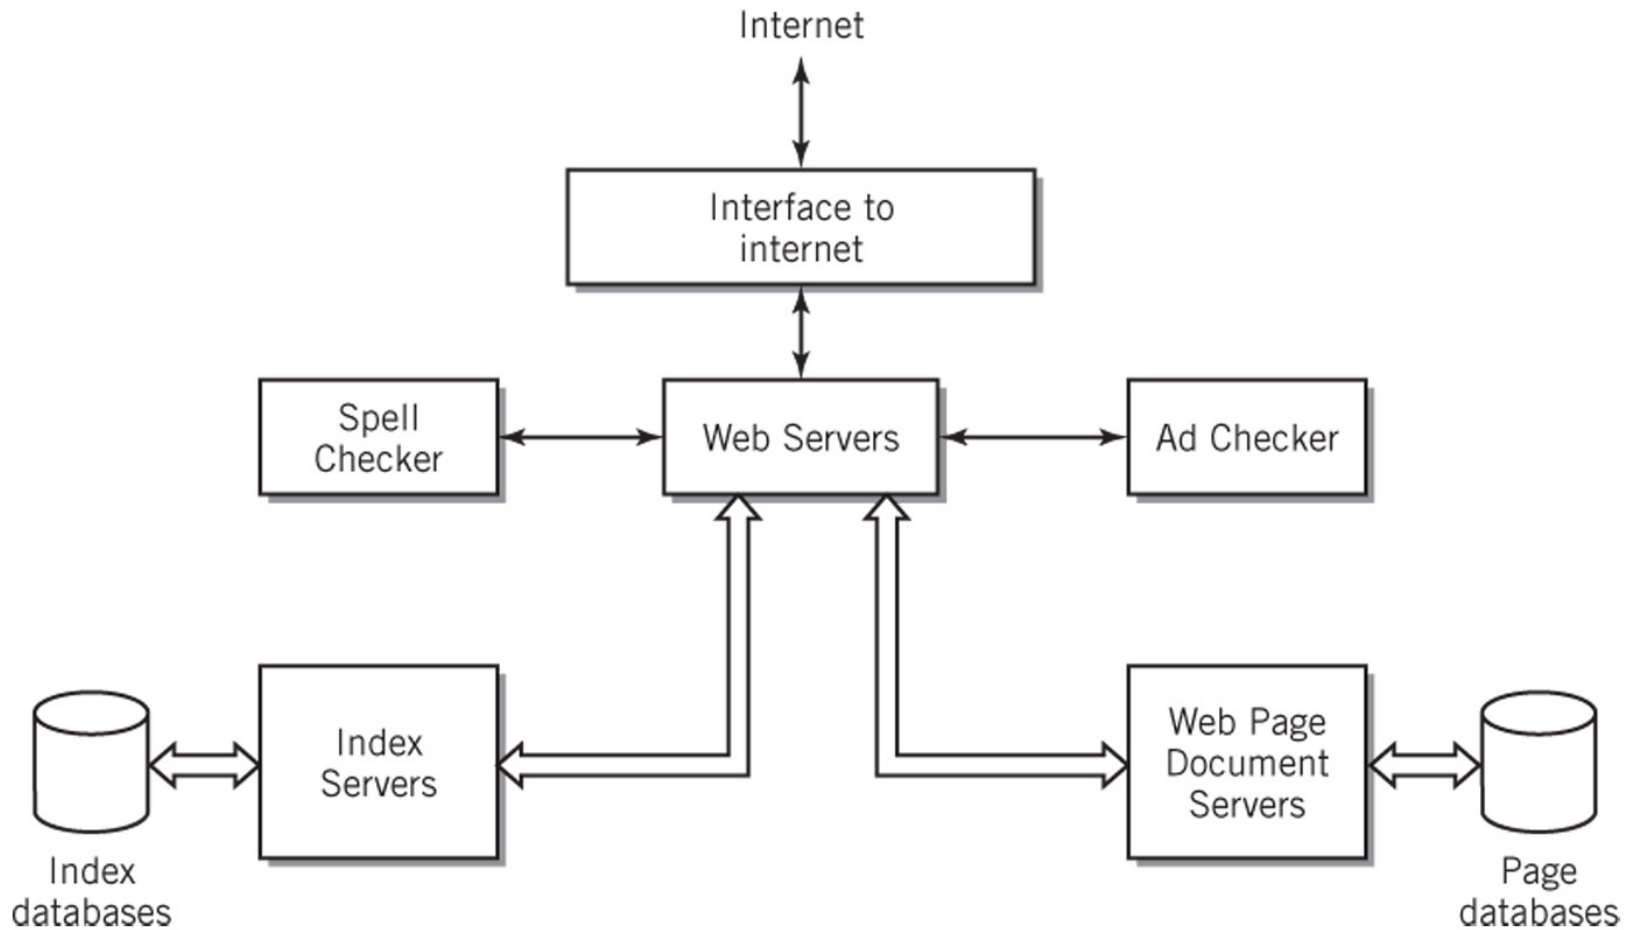 Internet
Interface to
internet
Spell
Checker
Web Servers
Ad Checker
Index
Servers
Web Page
Document
Servers
Index
databases
Page
databases